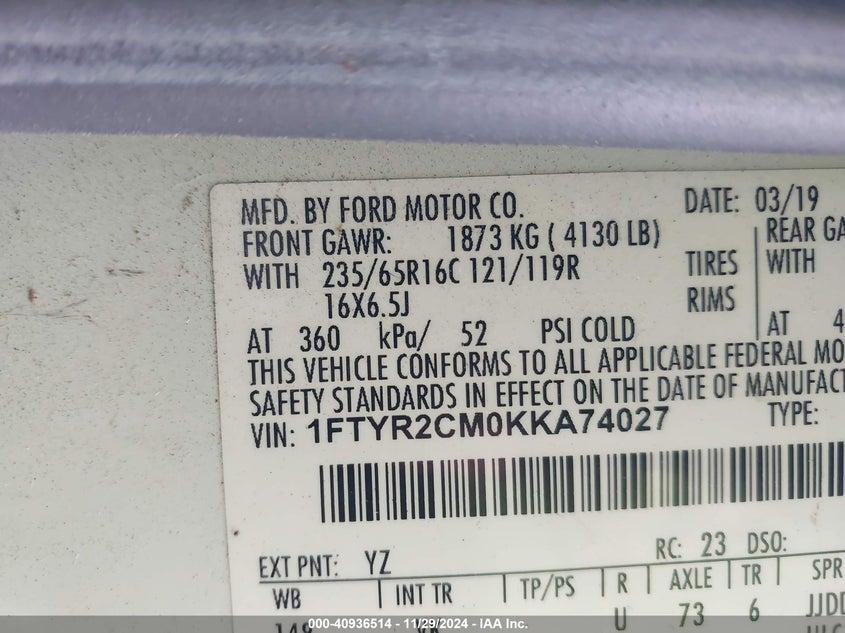 MFD. BY FORD MOTOR CO. DATE: 03/19
FRONT GAWR: 1873 KG ( 4130 LB) REAR GA
WITH 235/65R16C 121/119R TIRES WITH
16X6.5J RIMS
AT 360 kPa/ 52 PSI COLD AT 4
THIS VEHICLE CONFORMS TO ALL APPLICABLE FEDERAL MO
SAFETY STANDARDS IN EFFECT ON THE DATE OF MANUFACT
VIN: 1FTYR2CM0KKA74027 TYPE:
EXT PNT: YZ RC: 23 DSO:
WB INT TR TP/PS R AXLE TR SPR
148 U 73 6 JJDD
000-40936514 - 11/29/2024 - IAA Inc.